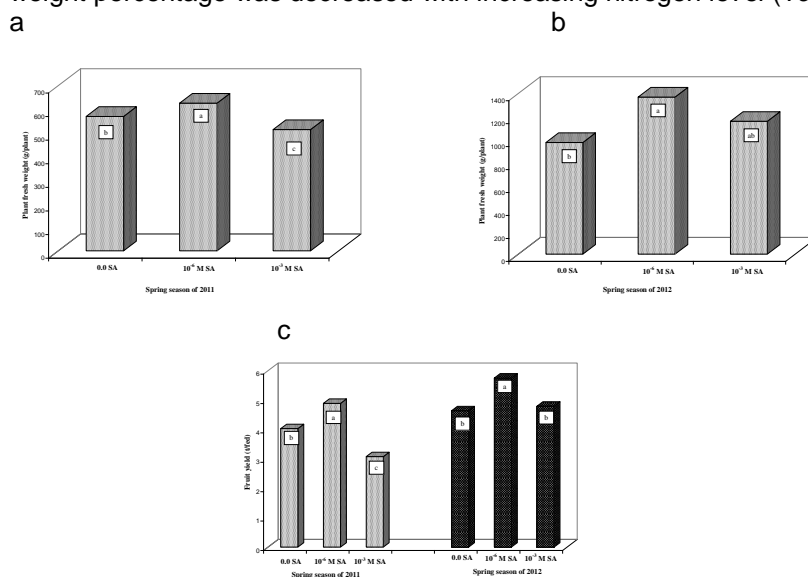 weight percentage was decreased with increasing nitrogen level
a
b
Plant fresh weight (g/plant)
700
600
500
400
300
200
100
0
b
a
c
0.0 SA
10⁻⁶ M SA
10⁻³ M SA
Spring season of 2011
Plant fresh weight (g/plant)
1400
1200
1000
800
600
400
200
0
b
a
ab
0.0 SA
10⁻⁶ M SA
10⁻³ M SA
Spring season of 2012
c
Fruit yield (t/fed)
6
5
4
3
2
1
0
b
a
c
b
a
b
0.0 SA
10⁻⁶ M SA
10⁻³ M SA
0.0 SA
10⁻⁶ M SA
10⁻³ M SA
Spring season of 2011
Spring season of 2012